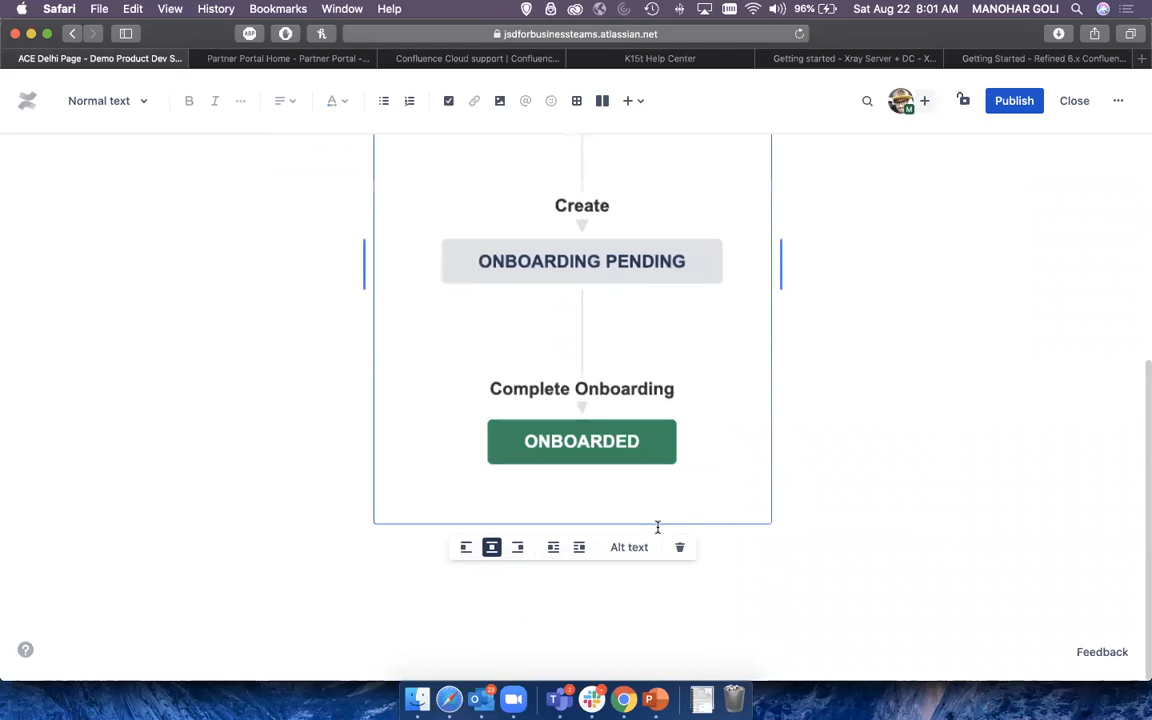 Safari File Edit View History Bookmarks Window Help 96% Sat Aug 22 8:01 AM MANOHAR GOLI
ABP jsdforbusinessteams.atlassian.net
ACE Delhi Page - Demo Product Dev S... Partner Portal Home - Partner Portal -... Confluence Cloud support | Confluenc... K15t Help Center Getting started - Xray Server + DC - X... Getting Started - Refined 6.x Confluen...
Normal text B I ... A M Publish Close ...
Create
ONBOARDING PENDING
Complete Onboarding
ONBOARDED
Alt text
?
Feedback
23 2